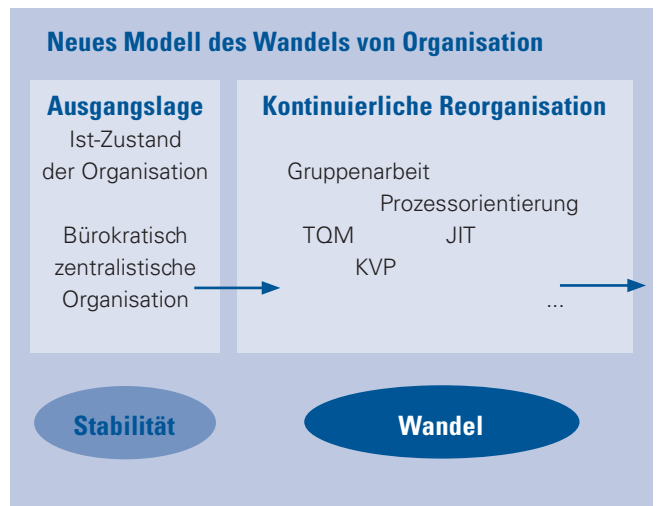 Neues Modell des Wandels von Organisation
Ausgangslage
Ist-Zustand
der Organisation
Bürokratisch
zentralistische
Organisation
Kontinuierliche Reorganisation
Gruppenarbeit
Prozessorientierung
TQM JIT
KVP
...
Stabilität
Wandel